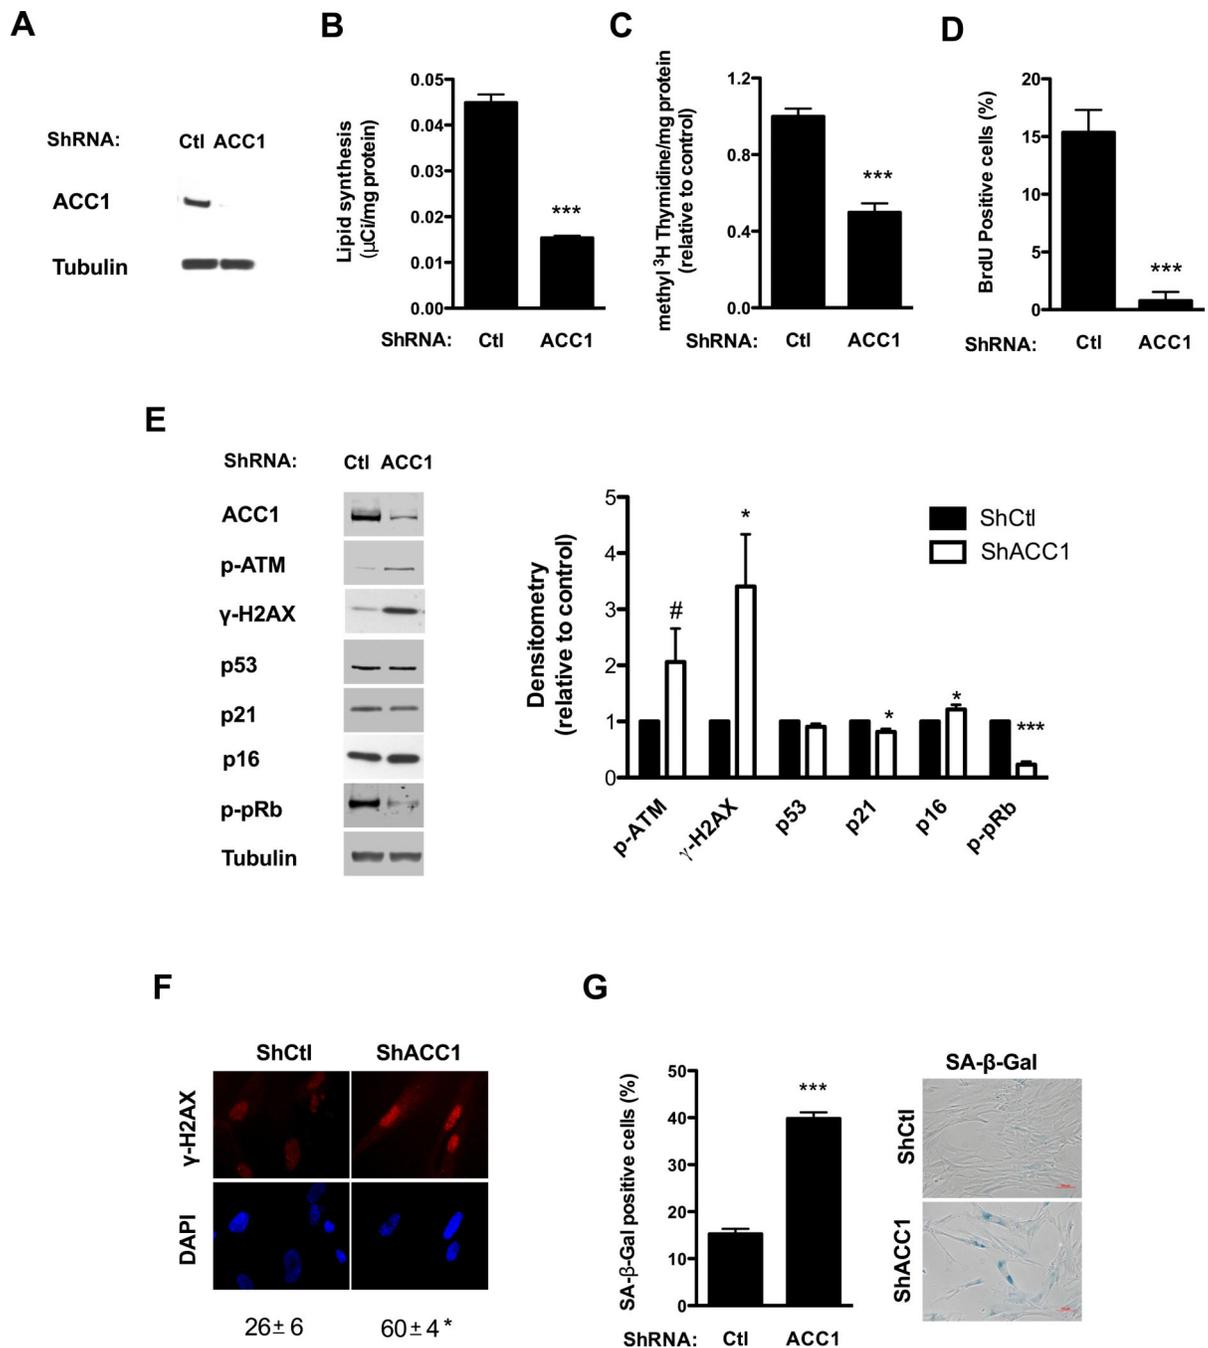 A
ShRNA:
Ctl ACC1
ACC1
Tubulin
B
Lipid synthesis
(μCi/mg protein)
0.05
0.04
0.03
0.02
0.01
0.00
***
ShRNA:
Ctl
ACC1
C
methyl ³H Thymidine/mg protein
(relative to control)
1.2
0.8
0.4
0.0
***
ShRNA:
Ctl
ACC1
D
BrdU Positive cells (%)
20
15
10
5
0
***
ShRNA:
Ctl
ACC1
E
ShRNA:
Ctl ACC1
ACC1
p-ATM
γ-H2AX
p53
p21
p16
p-pRb
Tubulin
Densitometry
(relative to control)
5
4
3
2
1
0
#
*
*
*
***
p-ATM
γ-H2AX
p53
p21
p16
p-pRb
ShCtl
ShACC1
F
ShCtl
ShACC1
γ-H2AX
DAPI
26± 6
60± 4 *
G
SA-β-Gal positive cells (%)
50
40
30
20
10
0
***
ShRNA:
Ctl
ACC1
SA-β-Gal
ShCtl
ShACC1